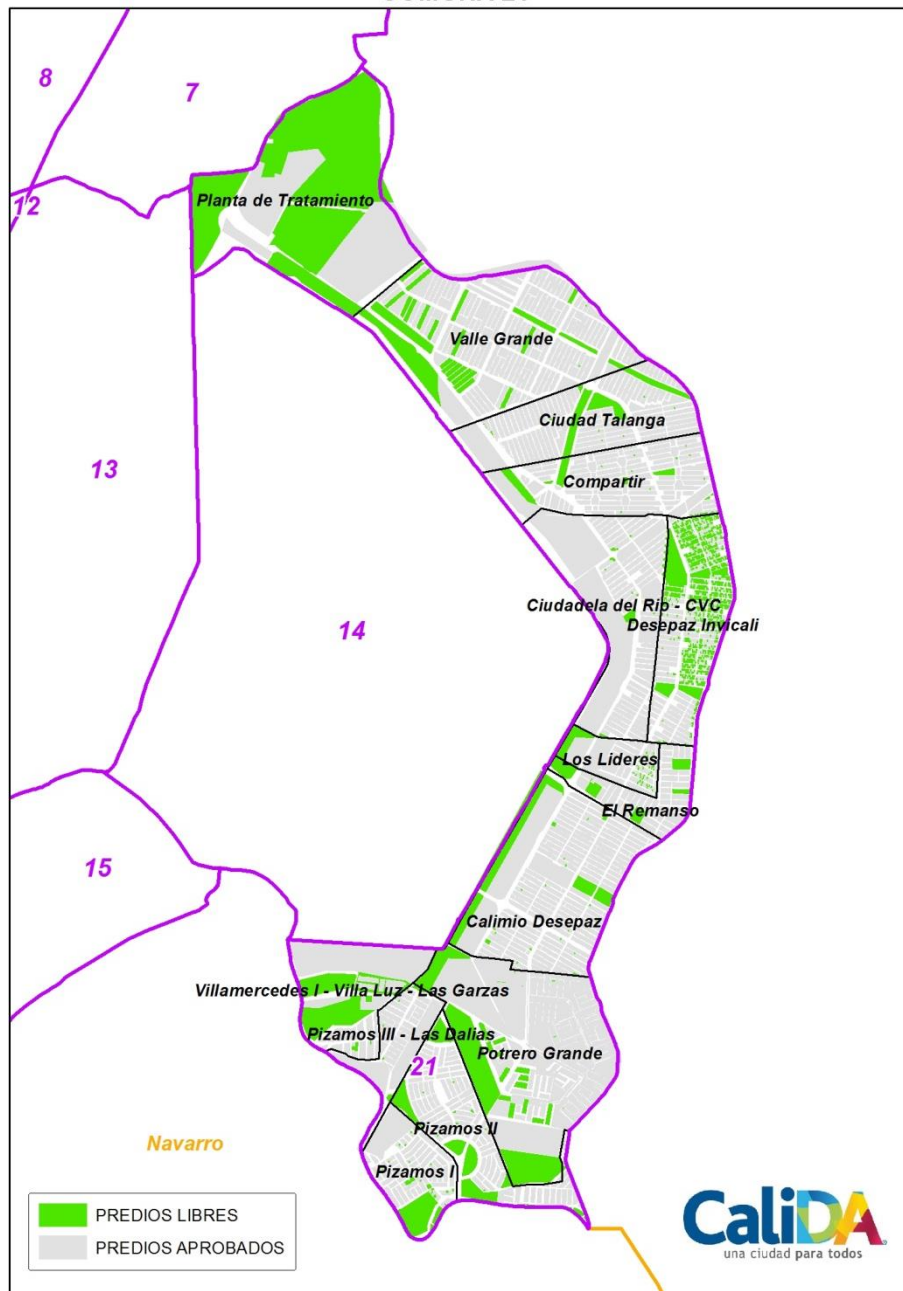 8
7
12
Planta de Tratamiento
Valle Grande
Ciudad Talanga
13
Compartir
Ciudadela del Rio - CVC
Desepaz Invicali
14
Los Lideres
El Remanso
15
Calimio Desepaz
Villamercedes I - Villa Luz - Las Garzas
Pizamos III - Las Dalias
Potrero Grande
21
Pizamos II
Navarro
Pizamos I
PREDIOS LIBRES
PREDIOS APROBADOS
CaliDA
una ciudad para todos